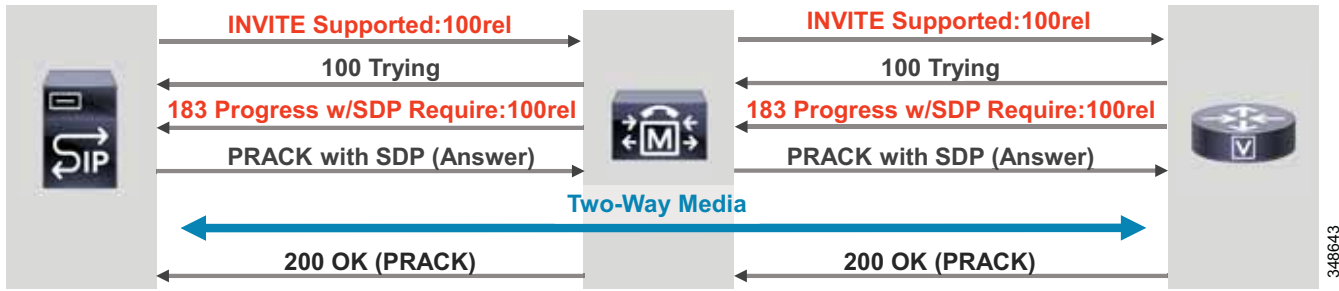 INVITE Supported:100rel
INVITE Supported:100rel
100 Trying
100 Trying
183 Progress w/SDP Require:100rel
183 Progress w/SDP Require:100rel
SIP
M
V
PRACK with SDP (Answer)
PRACK with SDP (Answer)
Two-Way Media
200 OK (PRACK)
200 OK (PRACK)
348643